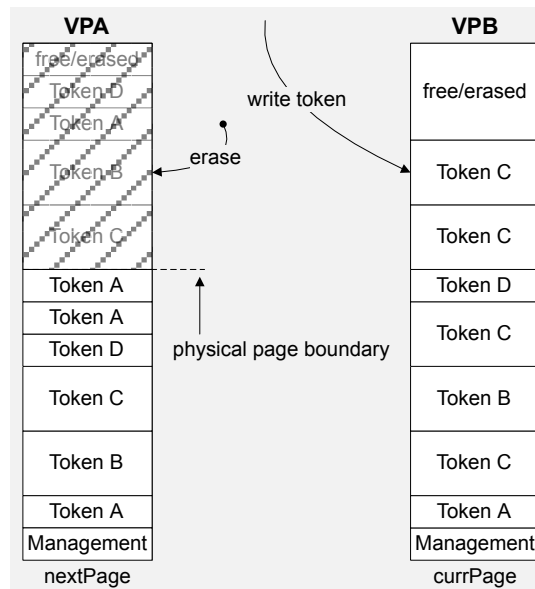 VPA
free/erased
Token D
Token A
Token B
Token C
Token A
Token A
Token D
Token C
Token B
Token A
Management
nextPage
write token
erase
physical page boundary
VPB
free/erased
Token C
Token C
Token D
Token C
Token B
Token C
Token A
Management
currPage